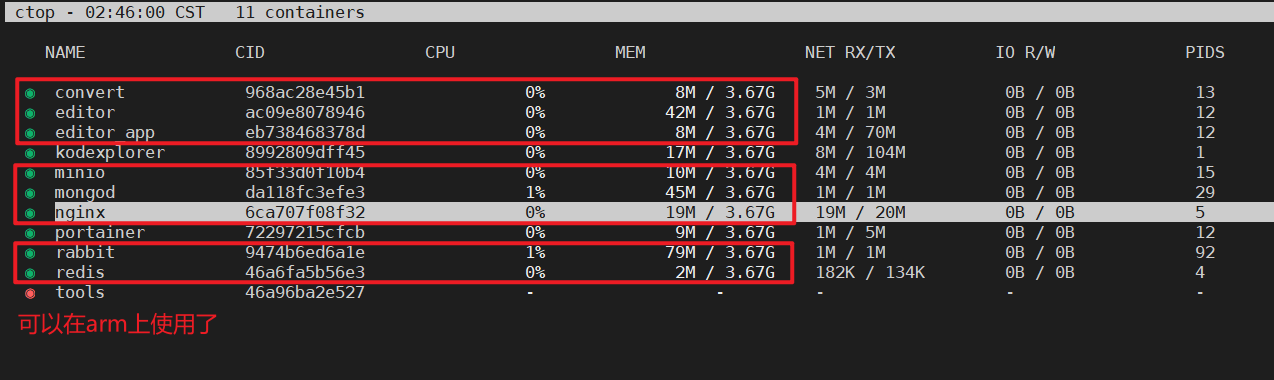 ctop - 02:46:00 CST 11 containers
NAME CID CPU MEM NET RX/TX IO R/W PIDS
convert 968ac28e45b1 0% 8M / 3.67G 5M / 3M 0B / 0B 13
editor ac09e8078946 0% 42M / 3.67G 1M / 1M 0B / 0B 12
editor_app eb738468378d 0% 8M / 3.67G 4M / 70M 0B / 0B 12
kodexplorer 8992809dff45 0% 17M / 3.67G 8M / 104M 0B / 0B 1
minio 85f33d0f10b4 0% 10M / 3.67G 4M / 4M 0B / 0B 15
mongod da118fc3efe3 1% 45M / 3.67G 1M / 1M 0B / 0B 29
nginx 6ca707f08f32 0% 19M / 3.67G 19M / 20M 0B / 0B 5
portainer 72297215cfcb 0% 9M / 3.67G 1M / 5M 0B / 0B 12
rabbit 9474b6ed6a1e 1% 79M / 3.67G 1M / 1M 0B / 0B 92
redis 46a6fa5b56e3 0% 2M / 3.67G 182K / 134K 0B / 0B 4
tools 46a96ba2e527 - - - - -
可以在arm上使用了